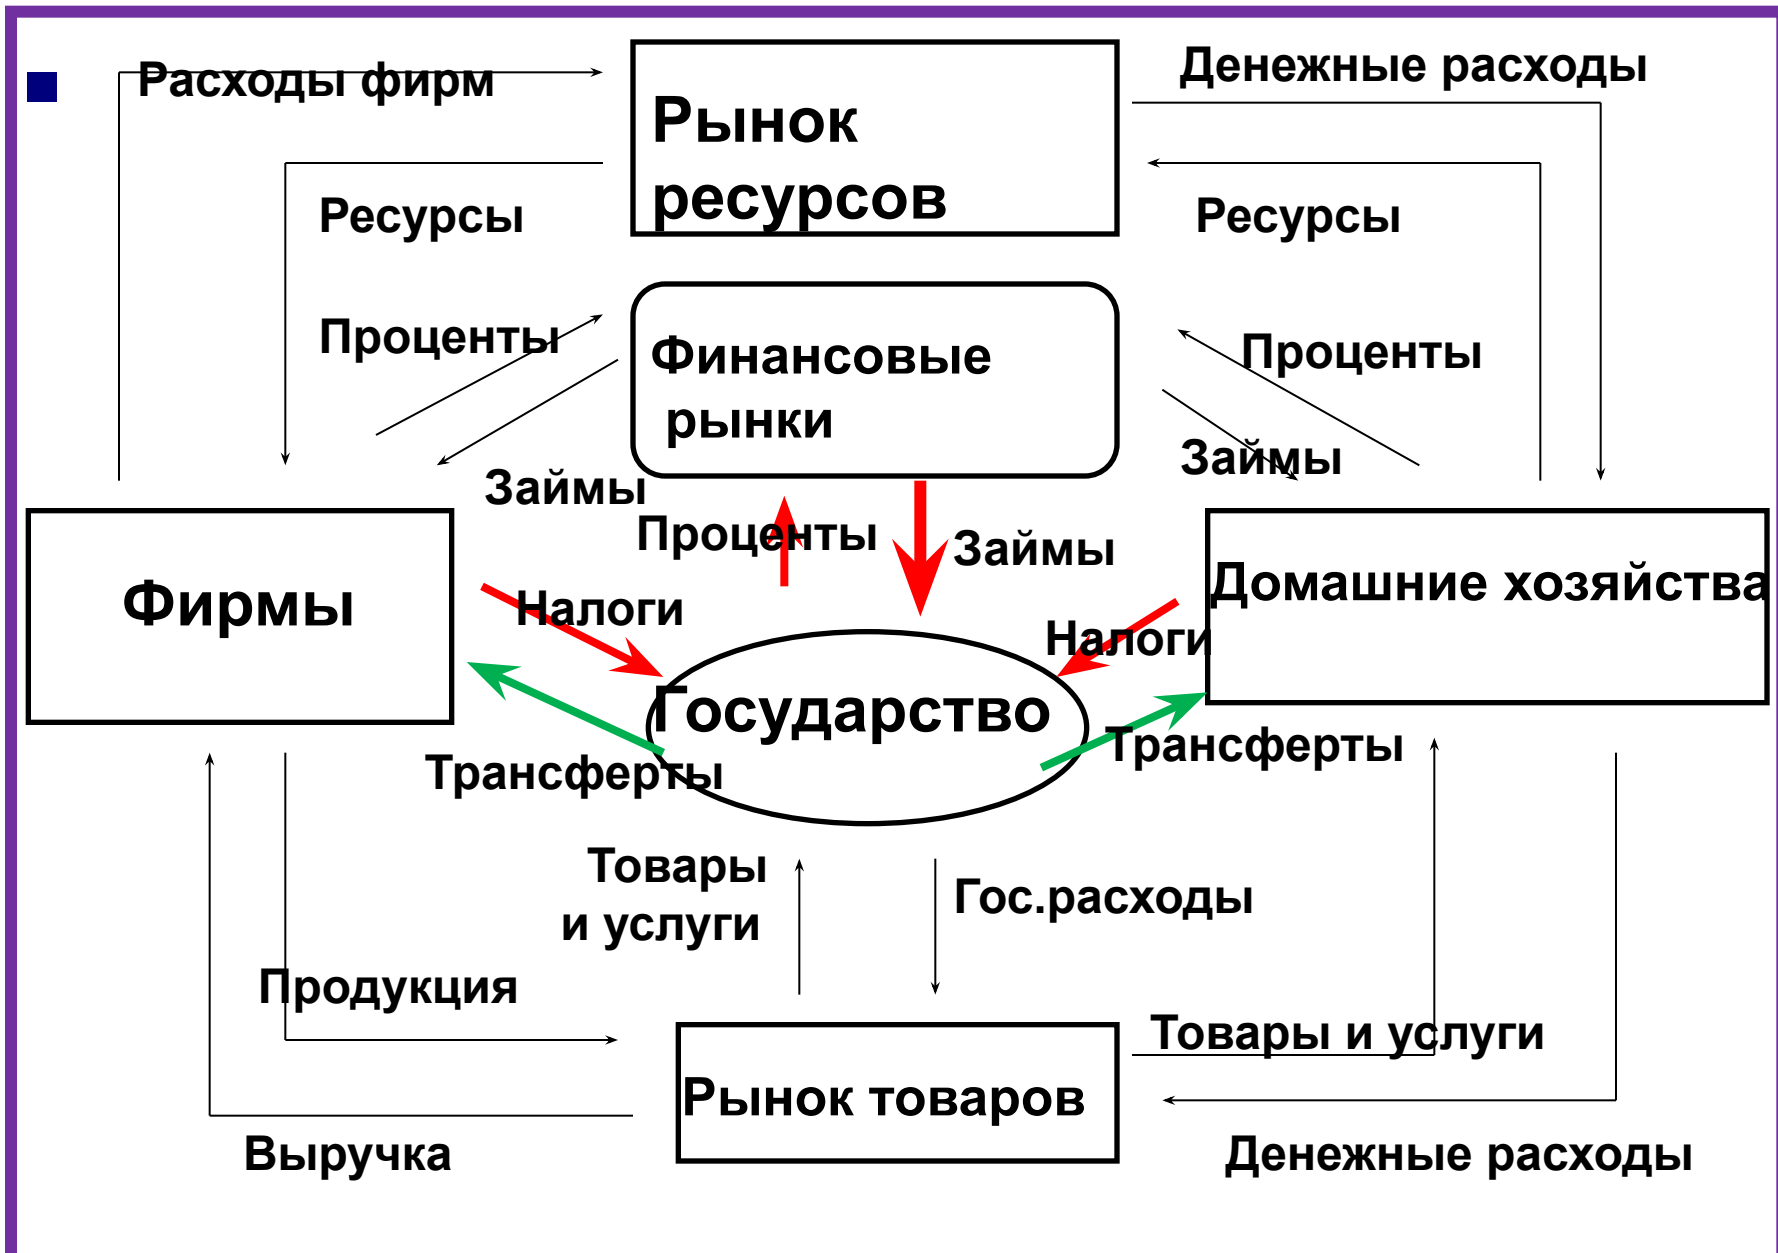 Расходы фирм
Денежные расходы
Рынок
ресурсов
Ресурсы
Ресурсы
Проценты
Финансовые
рынки
Проценты
Займы
Займы
Проценты
Займы
Фирмы
Домашние хозяйства
Налоги
Налоги
Государство
Трансферты
Трансферты
Товары
и услуги
Гос.расходы
Продукция
Товары и услуги
Рынок товаров
Выручка
Денежные расходы